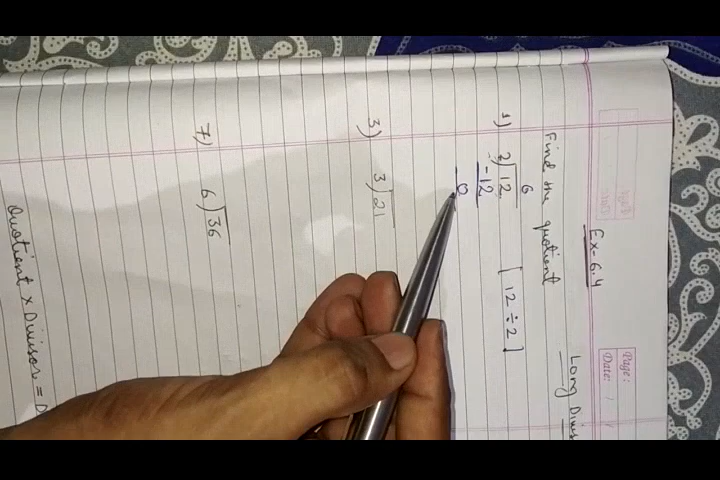 Page:
Date:
Ex-6.4
Long
Find the quotient
6
1) 2)12 [12 ÷ 2]
-12
0
3) 3)21
7) 6)36
Quotient × Divisor =